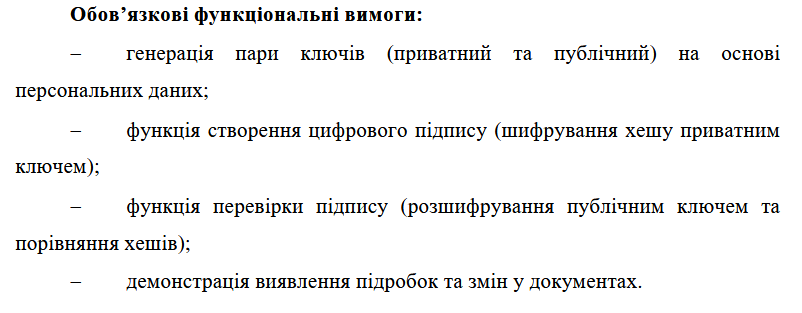 Обов’язкові функціональні вимоги:
– генерація пари ключів (приватний та публічний) на основі
персональних даних;
– функція створення цифрового підпису (шифрування хешу приватним
ключем);
– функція перевірки підпису (розшифрування публічним ключем та
порівняння хешів);
– демонстрація виявлення підробок та змін у документах.